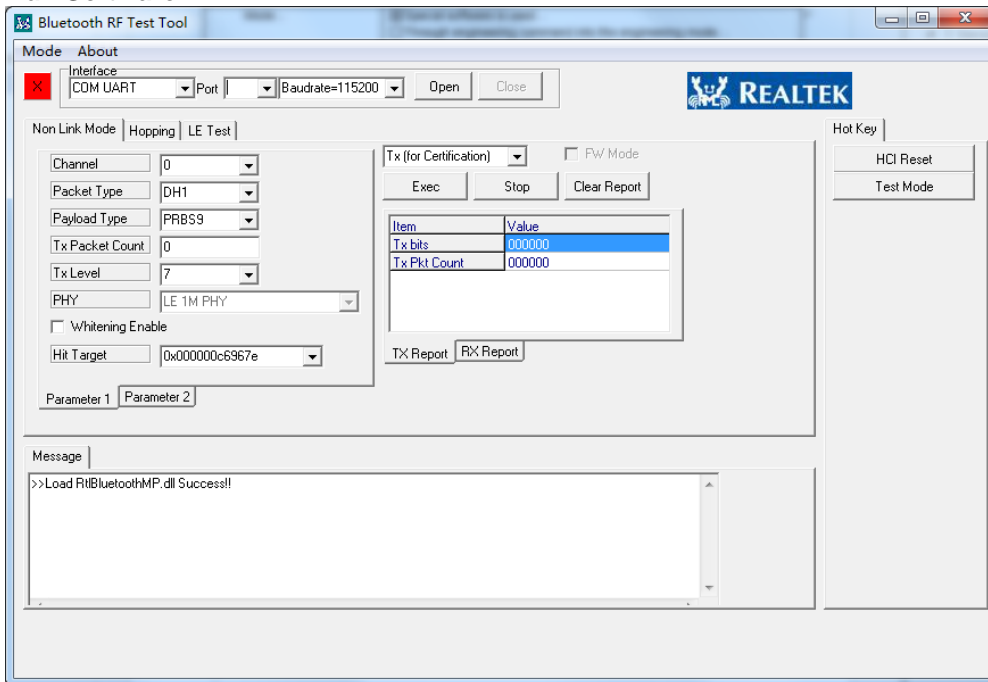 Bluetooth RF Test Tool
Mode About
Interface
X COM UART Port Baudrate=115200 Open Close
REALTEK
Non Link Mode Hopping LE Test
Hot Key
Channel 0
Packet Type DH1
Payload Type PRBS9
Tx Packet Count 0
Tx Level 7
PHY LE 1M PHY
Whitening Enable
Hit Target 0x000000c6967e
Parameter 1 Parameter 2
Tx (for Certification) FW Mode
Exec Stop Clear Report
Item Value
Tx bits 000000
Tx Pkt Count 000000
TX Report RX Report
HCI Reset
Test Mode
Message
>>Load RtlBluetoothMP.dll Success!!